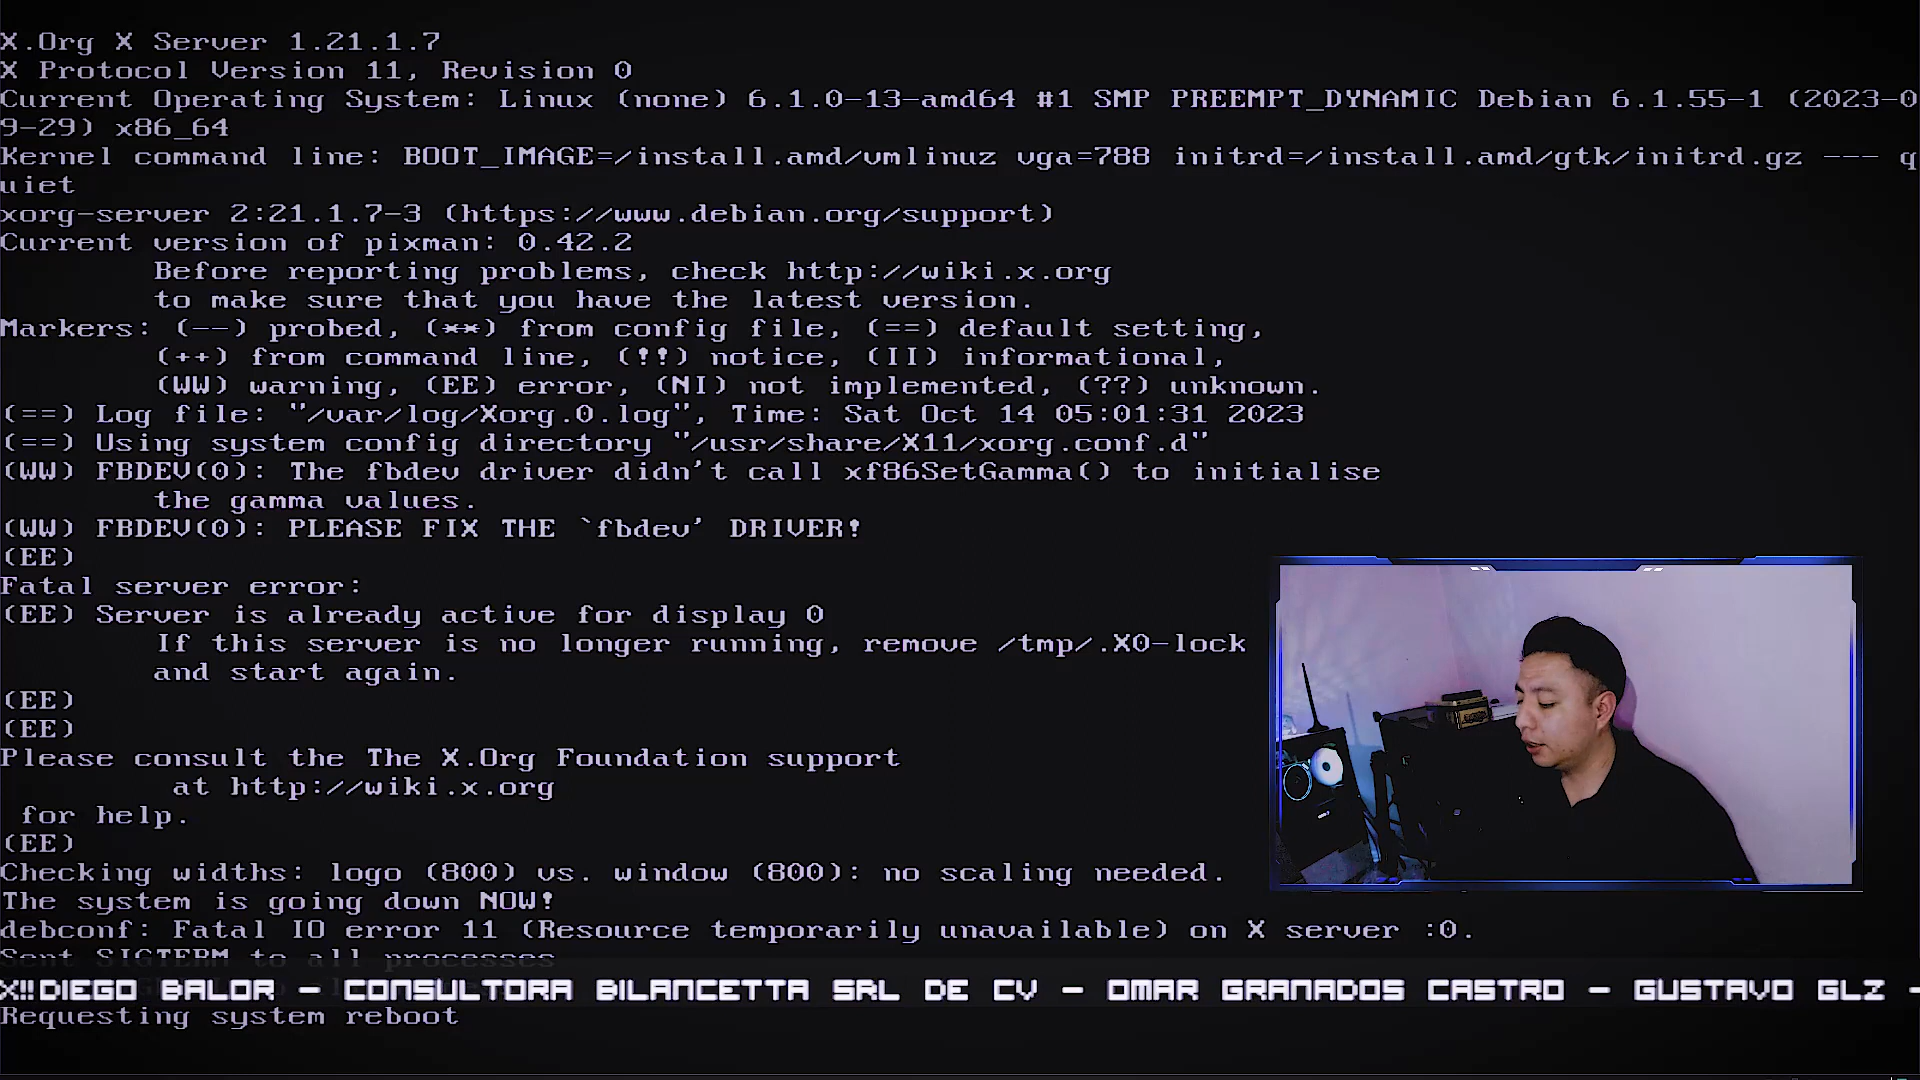 X.Org X Server 1.21.1.7
X Protocol Version 11, Revision 0
Current Operating System: Linux (none) 6.1.0-13-amd64 #1 SMP PREEMPT_DYNAMIC Debian 6.1.55-1 (2023-0
9-29) x86_64
Kernel command line: BOOT_IMAGE=/install.amd/vmlinuz vga=788 initrd=/install.amd/gtk/initrd.gz --- q
uiet
xorg-server 2:21.1.7-3 (https://www.debian.org/support)
Current version of pixman: 0.42.2
Before reporting problems, check http://wiki.x.org
to make sure that you have the latest version.
Markers: (--) probed, (**) from config file, (==) default setting,
(++) from command line, (!!) notice, (II) informational,
(WW) warning, (EE) error, (NI) not implemented, (??) unknown.
(==) Log file: "/var/log/Xorg.0.log", Time: Sat Oct 14 05:01:31 2023
(==) Using system config directory "/usr/share/X11/xorg.conf.d"
(WW) FBDEV(0): The fbdev driver didn't call xf86SetGamma() to initialise
the gamma values.
(WW) FBDEV(0): PLEASE FIX THE `fbdev' DRIVER!
(EE)
Fatal server error:
(EE) Server is already active for display 0
If this server is no longer running, remove /tmp/.X0-lock
and start again.
(EE)
(EE)
Please consult the The X.Org Foundation support
at http://wiki.x.org
for help.
(EE)
Checking widths: logo (800) vs. window (800): no scaling needed.
The system is going down NOW!
debconf: Fatal IO error 11 (Resource temporarily unavailable) on X server :0.
Sent SIGTERM to all processes
X!! DIEGO BALOR - CONSULTORA BILANCETTA SRL DE CV - OMAR GRANADOS CASTRO - GUSTAVO GLZ -
Requesting system reboot